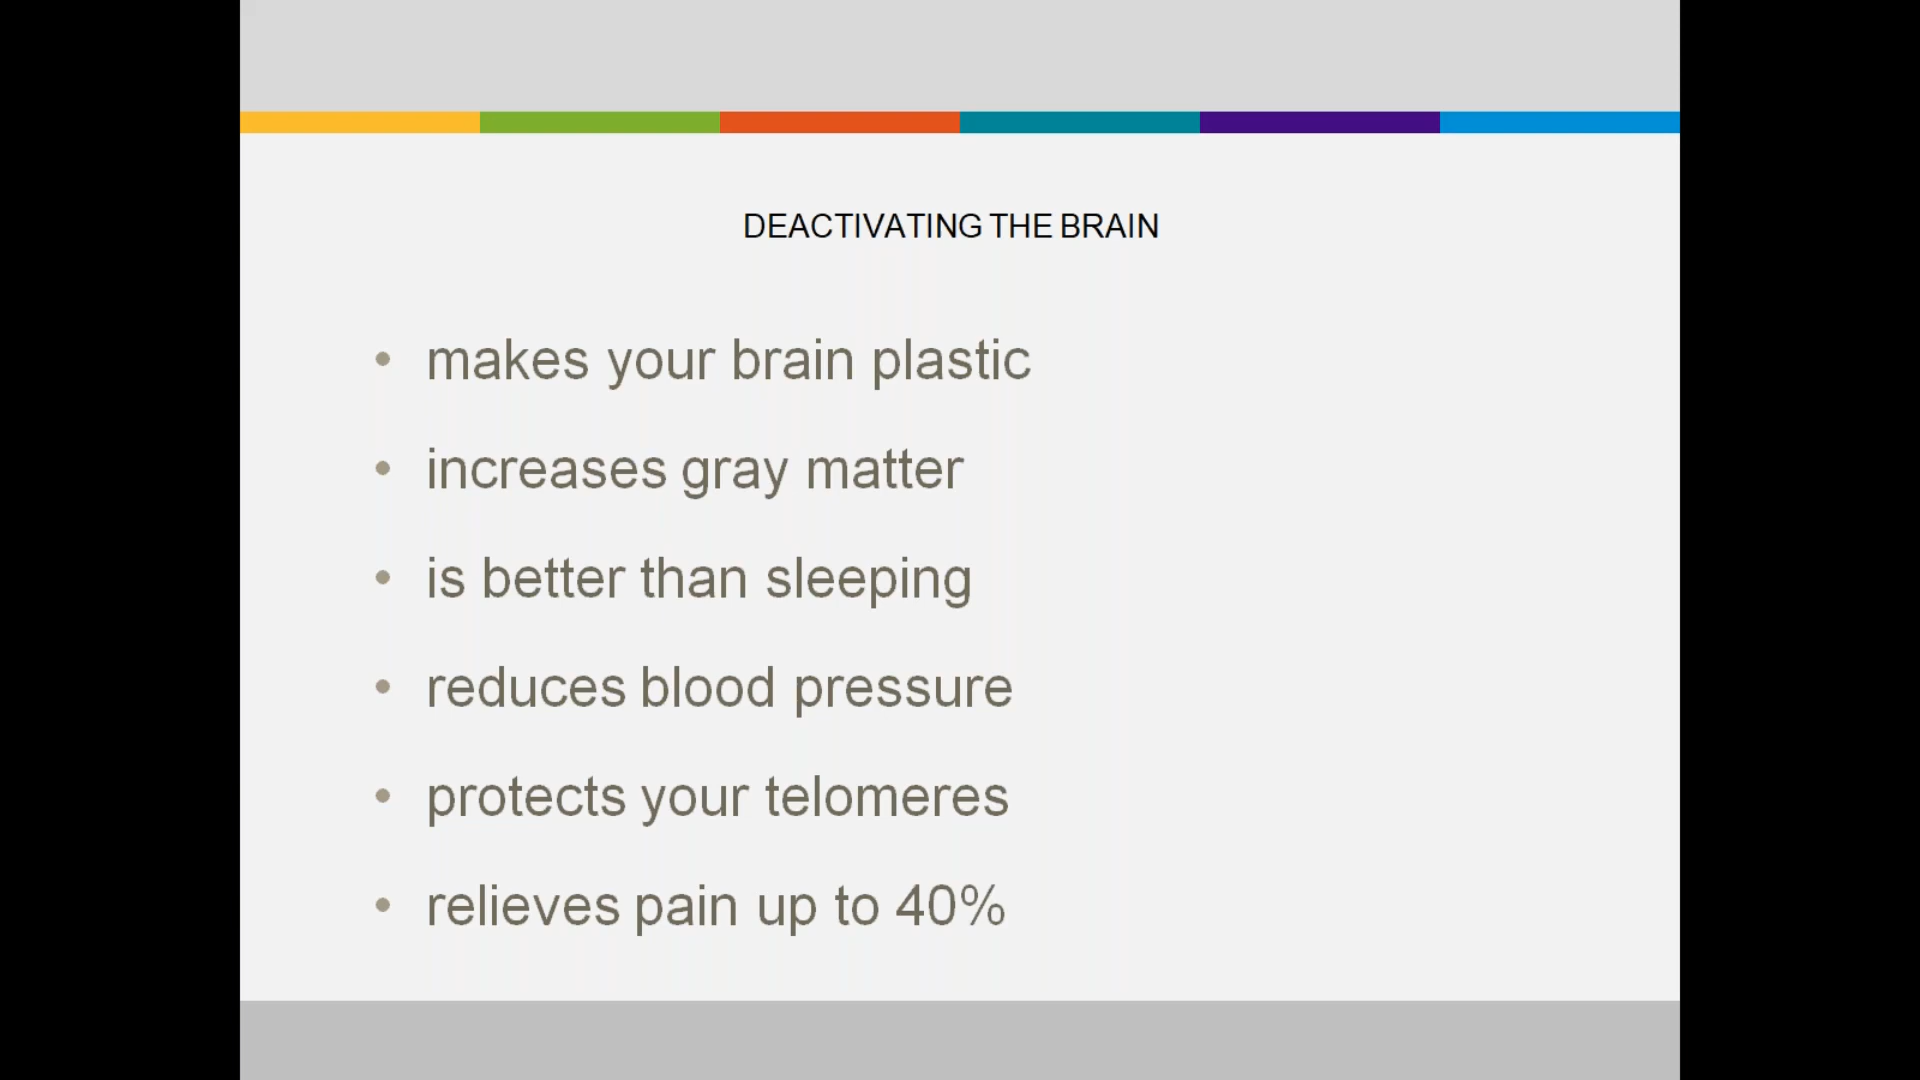 DEACTIVATING THE BRAIN
• makes your brain plastic
• increases gray matter
• is better than sleeping
• reduces blood pressure
• protects your telomeres
• relieves pain up to 40%